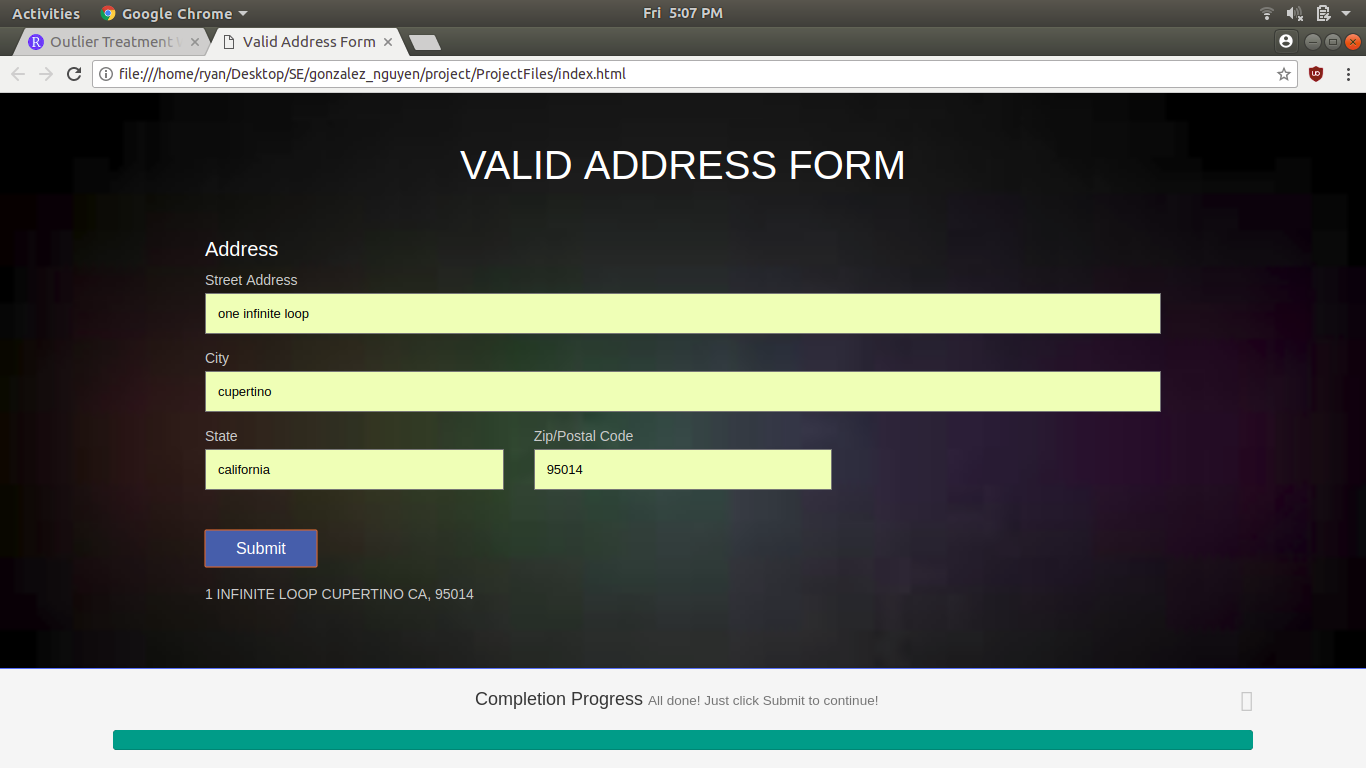 Activities Google Chrome Fri 5:07 PM
Outlier Treatment Valid Address Form
file:///home/ryan/Desktop/SE/gonzalez_nguyen/project/ProjectFiles/index.html
VALID ADDRESS FORM
Address
Street Address
one infinite loop
City
cupertino
State Zip/Postal Code
california 95014
Submit
1 INFINITE LOOP CUPERTINO CA, 95014
Completion Progress All done! Just click Submit to continue!